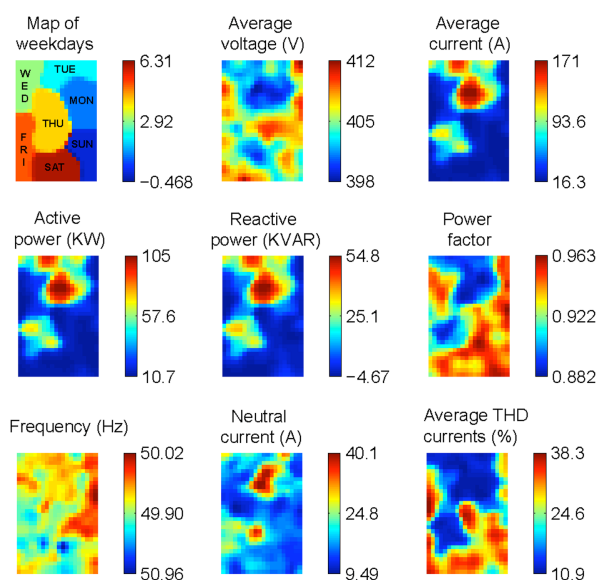 Map of
weekdays
WED
TUE
MON
THU
FRI
SUN
SAT
6.31
2.92
−0.468
Average
voltage (V)
412
405
398
Average
current (A)
171
93.6
16.3
Active
power (KW)
105
57.6
10.7
Reactive
power (KVAR)
54.8
25.1
−4.67
Power
factor
0.963
0.922
0.882
Frequency (Hz)
50.02
49.90
50.96
Neutral
current (A)
40.1
24.8
9.49
Average THD
currents (%)
38.3
24.6
10.9